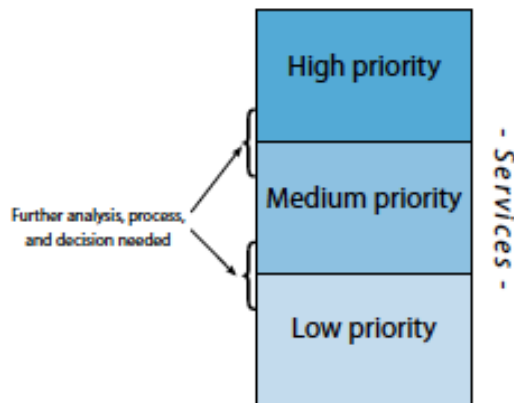 High priority
Medium priority
Low priority
Further analysis, process,
and decision needed
- Services -